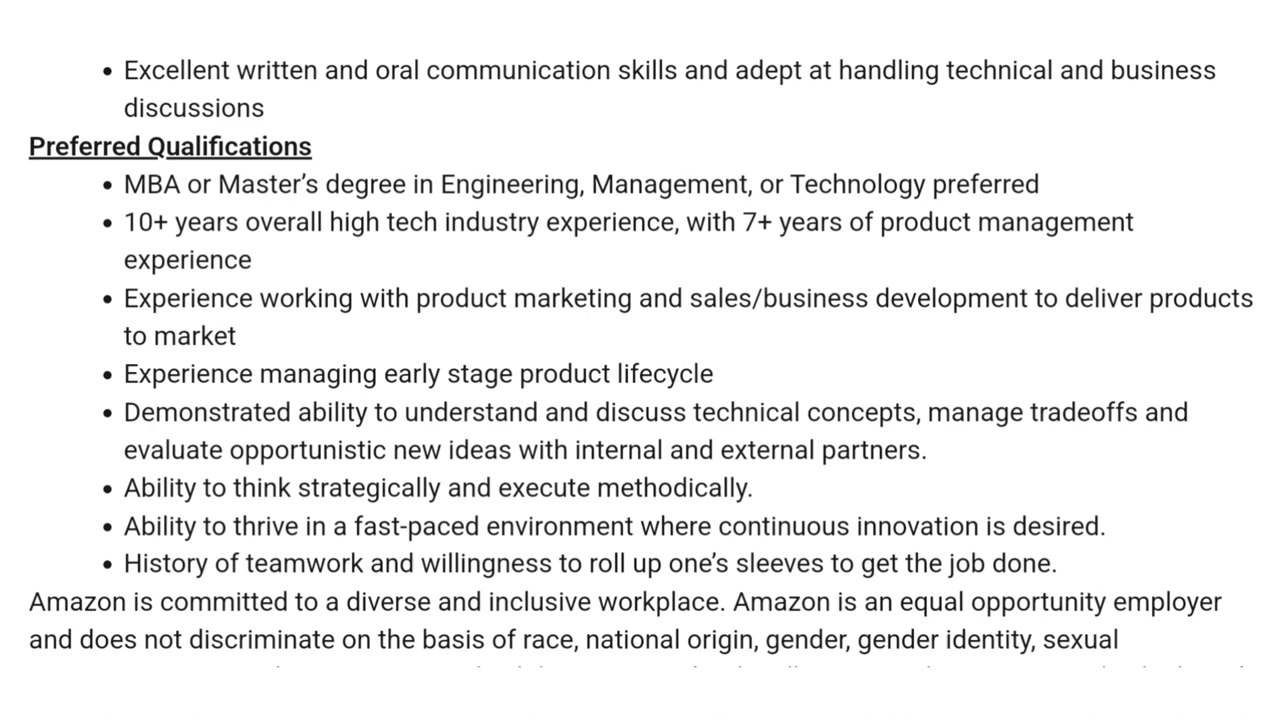 • Excellent written and oral communication skills and adept at handling technical and business
discussions
Preferred Qualifications
• MBA or Master’s degree in Engineering, Management, or Technology preferred
• 10+ years overall high tech industry experience, with 7+ years of product management
experience
• Experience working with product marketing and sales/business development to deliver products
to market
• Experience managing early stage product lifecycle
• Demonstrated ability to understand and discuss technical concepts, manage tradeoffs and
evaluate opportunistic new ideas with internal and external partners.
• Ability to think strategically and execute methodically.
• Ability to thrive in a fast-paced environment where continuous innovation is desired.
• History of teamwork and willingness to roll up one’s sleeves to get the job done.
Amazon is committed to a diverse and inclusive workplace. Amazon is an equal opportunity employer
and does not discriminate on the basis of race, national origin, gender, gender identity, sexual